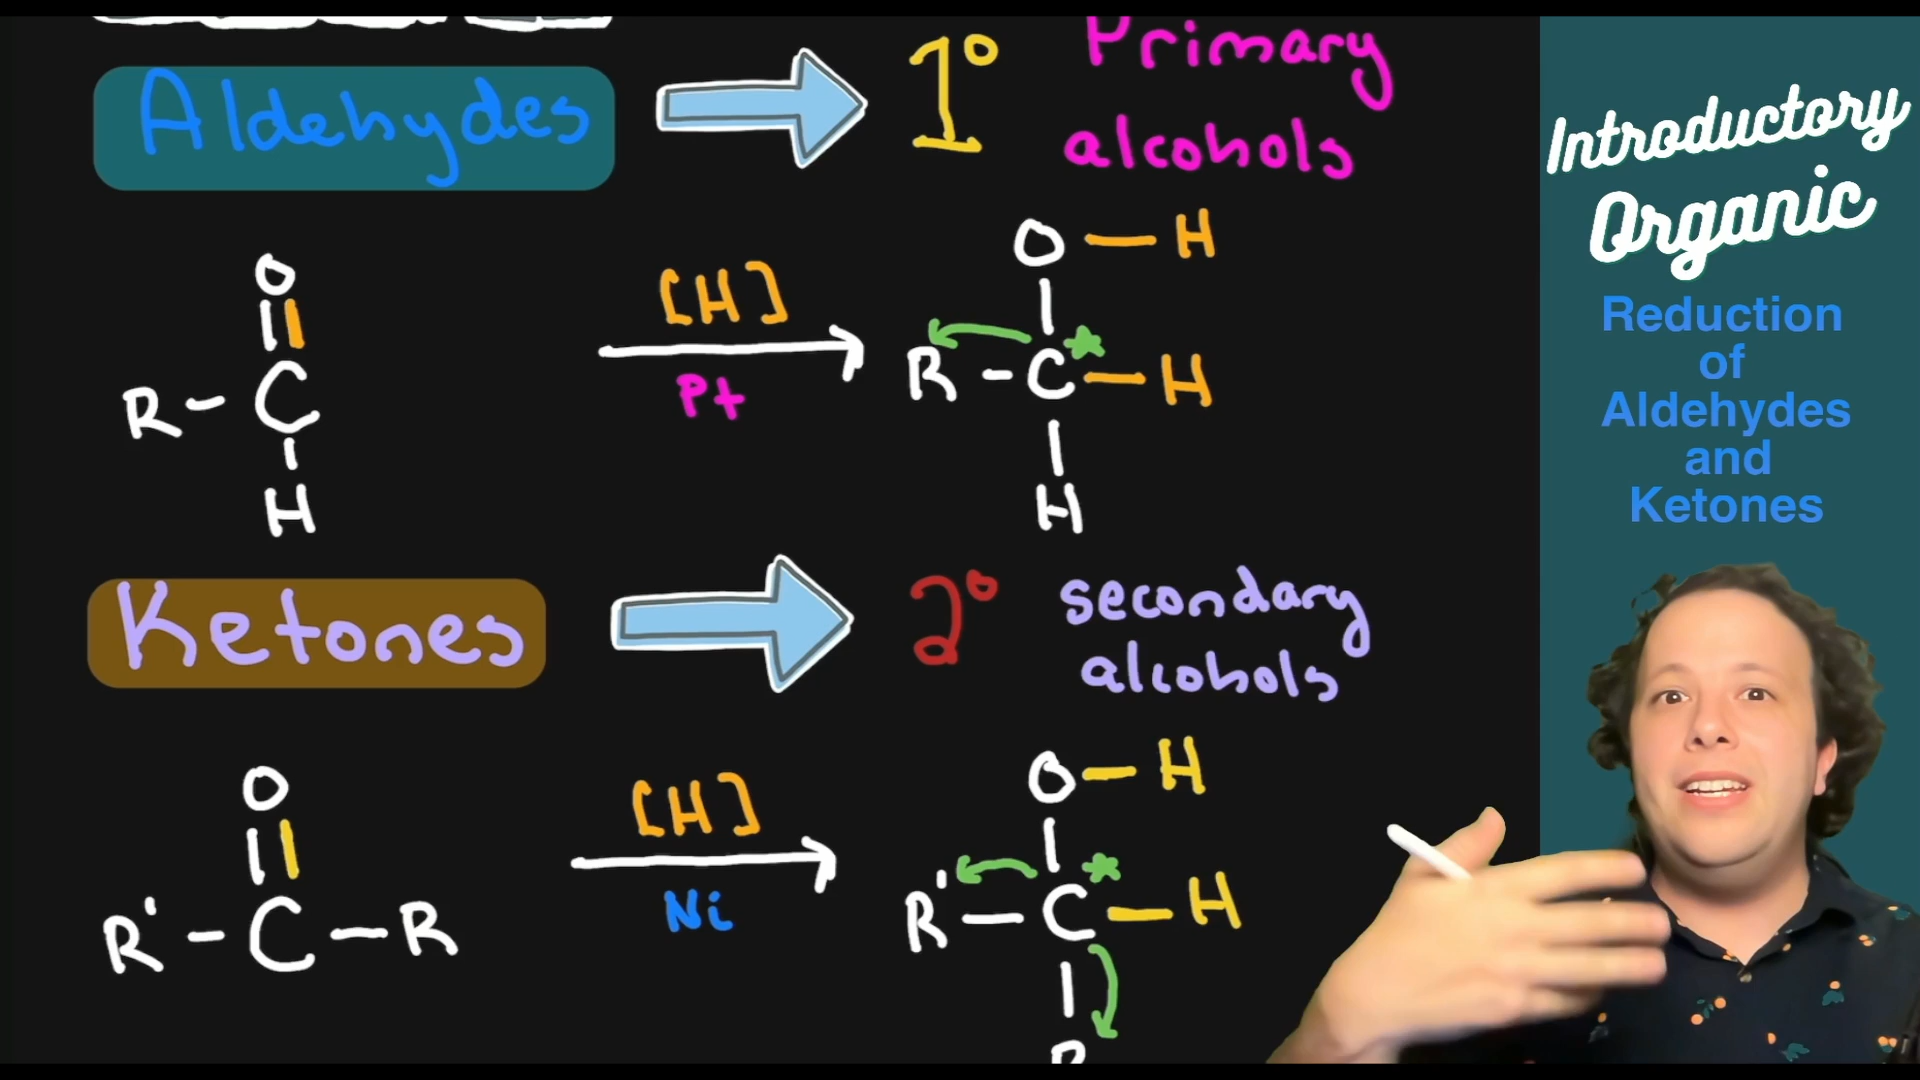 Aldehydes
1° Primary
alcohols
O
R - C
H
[H]
Pt
O - H
R - C - H
H
Ketones
2° secondary
alcohols
O
R' - C - R
[H]
Ni
O - H
R' - C - H
Introductory
Organic
Reduction
of
Aldehydes
and
Ketones